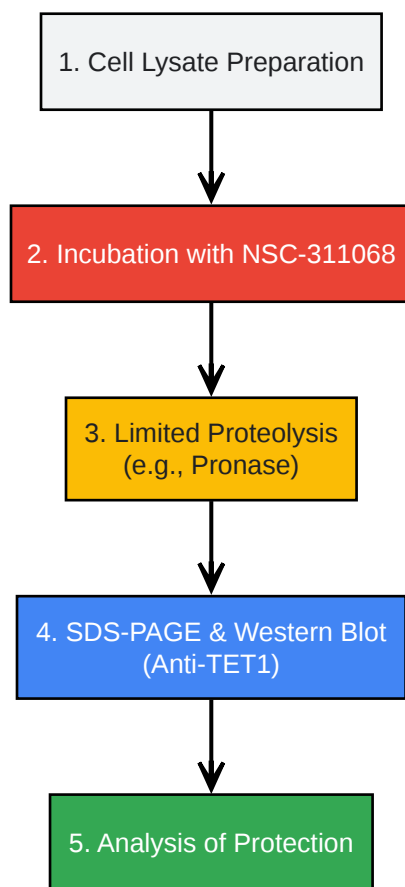 1. Cell Lysate Preparation
2. Incubation with NSC-311068
3. Limited Proteolysis
(e.g., Pronase)
4. SDS-PAGE & Western Blot
(Anti-TET1)
5. Analysis of Protection